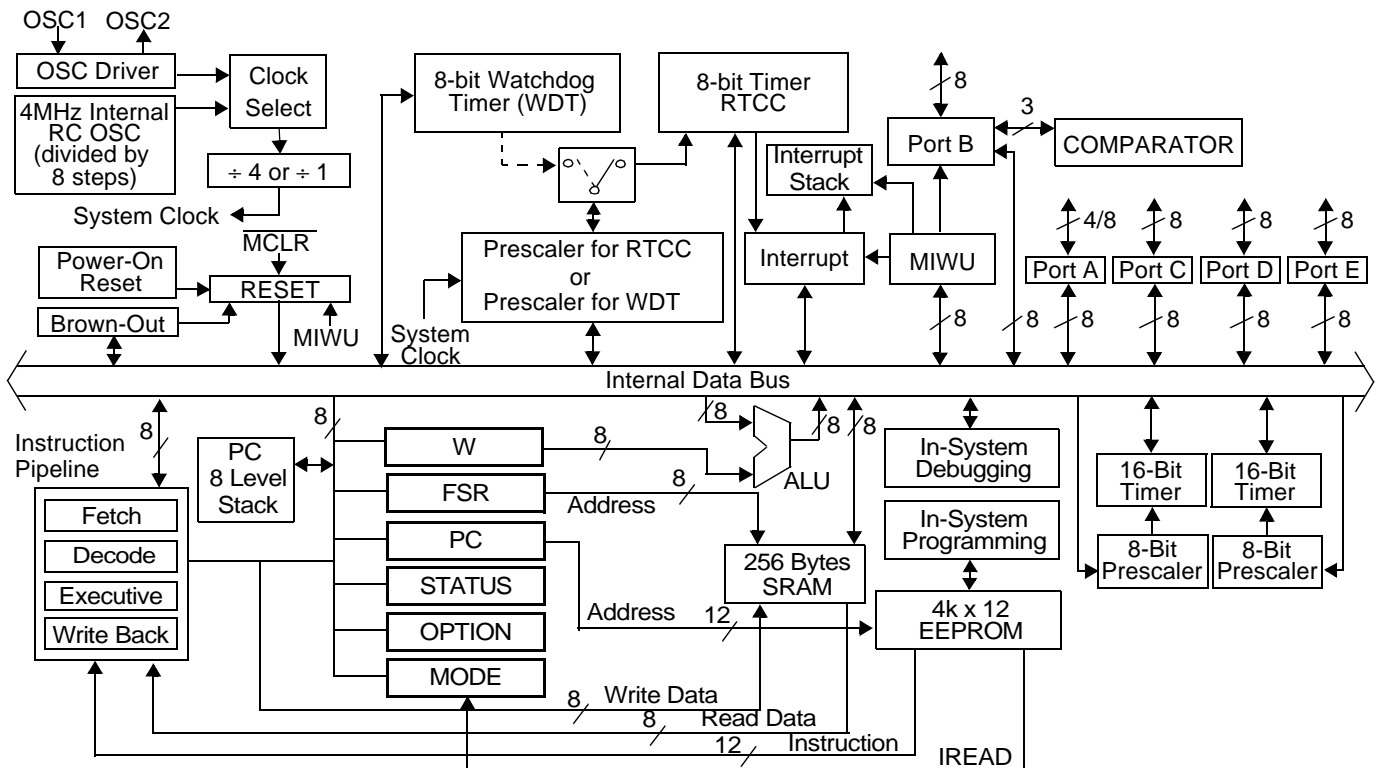 OSC1 OSC2
OSC Driver
Clock
Select
4MHz Internal
RC OSC
(divided by
8 steps)
÷ 4 or ÷ 1
System Clock
MCLR
Power-On
Reset
RESET
Brown-Out
MIWU
8-bit Watchdog
Timer (WDT)
8-bit Timer
RTCC
Prescaler for RTCC
or
Prescaler for WDT
System
Clock
Interrupt
Stack
Interrupt
MIWU
8
8
Port B
3
COMPARATOR
8
4/8
8
8
8
Port A
Port C
Port D
Port E
8
8
8
8
Internal Data Bus
8
Instruction
Pipeline
Fetch
Decode
Executive
Write Back
PC
8 Level
Stack
8
W
FSR
PC
STATUS
OPTION
MODE
8
8
Address
8
8
8
ALU
256 Bytes
SRAM
Address
12
8
Write Data
8
Read Data
12
Instruction
In-System
Debugging
In-System
Programming
4k x 12
EEPROM
IREAD
16-Bit
Timer
16-Bit
Timer
8-Bit
Prescaler
8-Bit
Prescaler